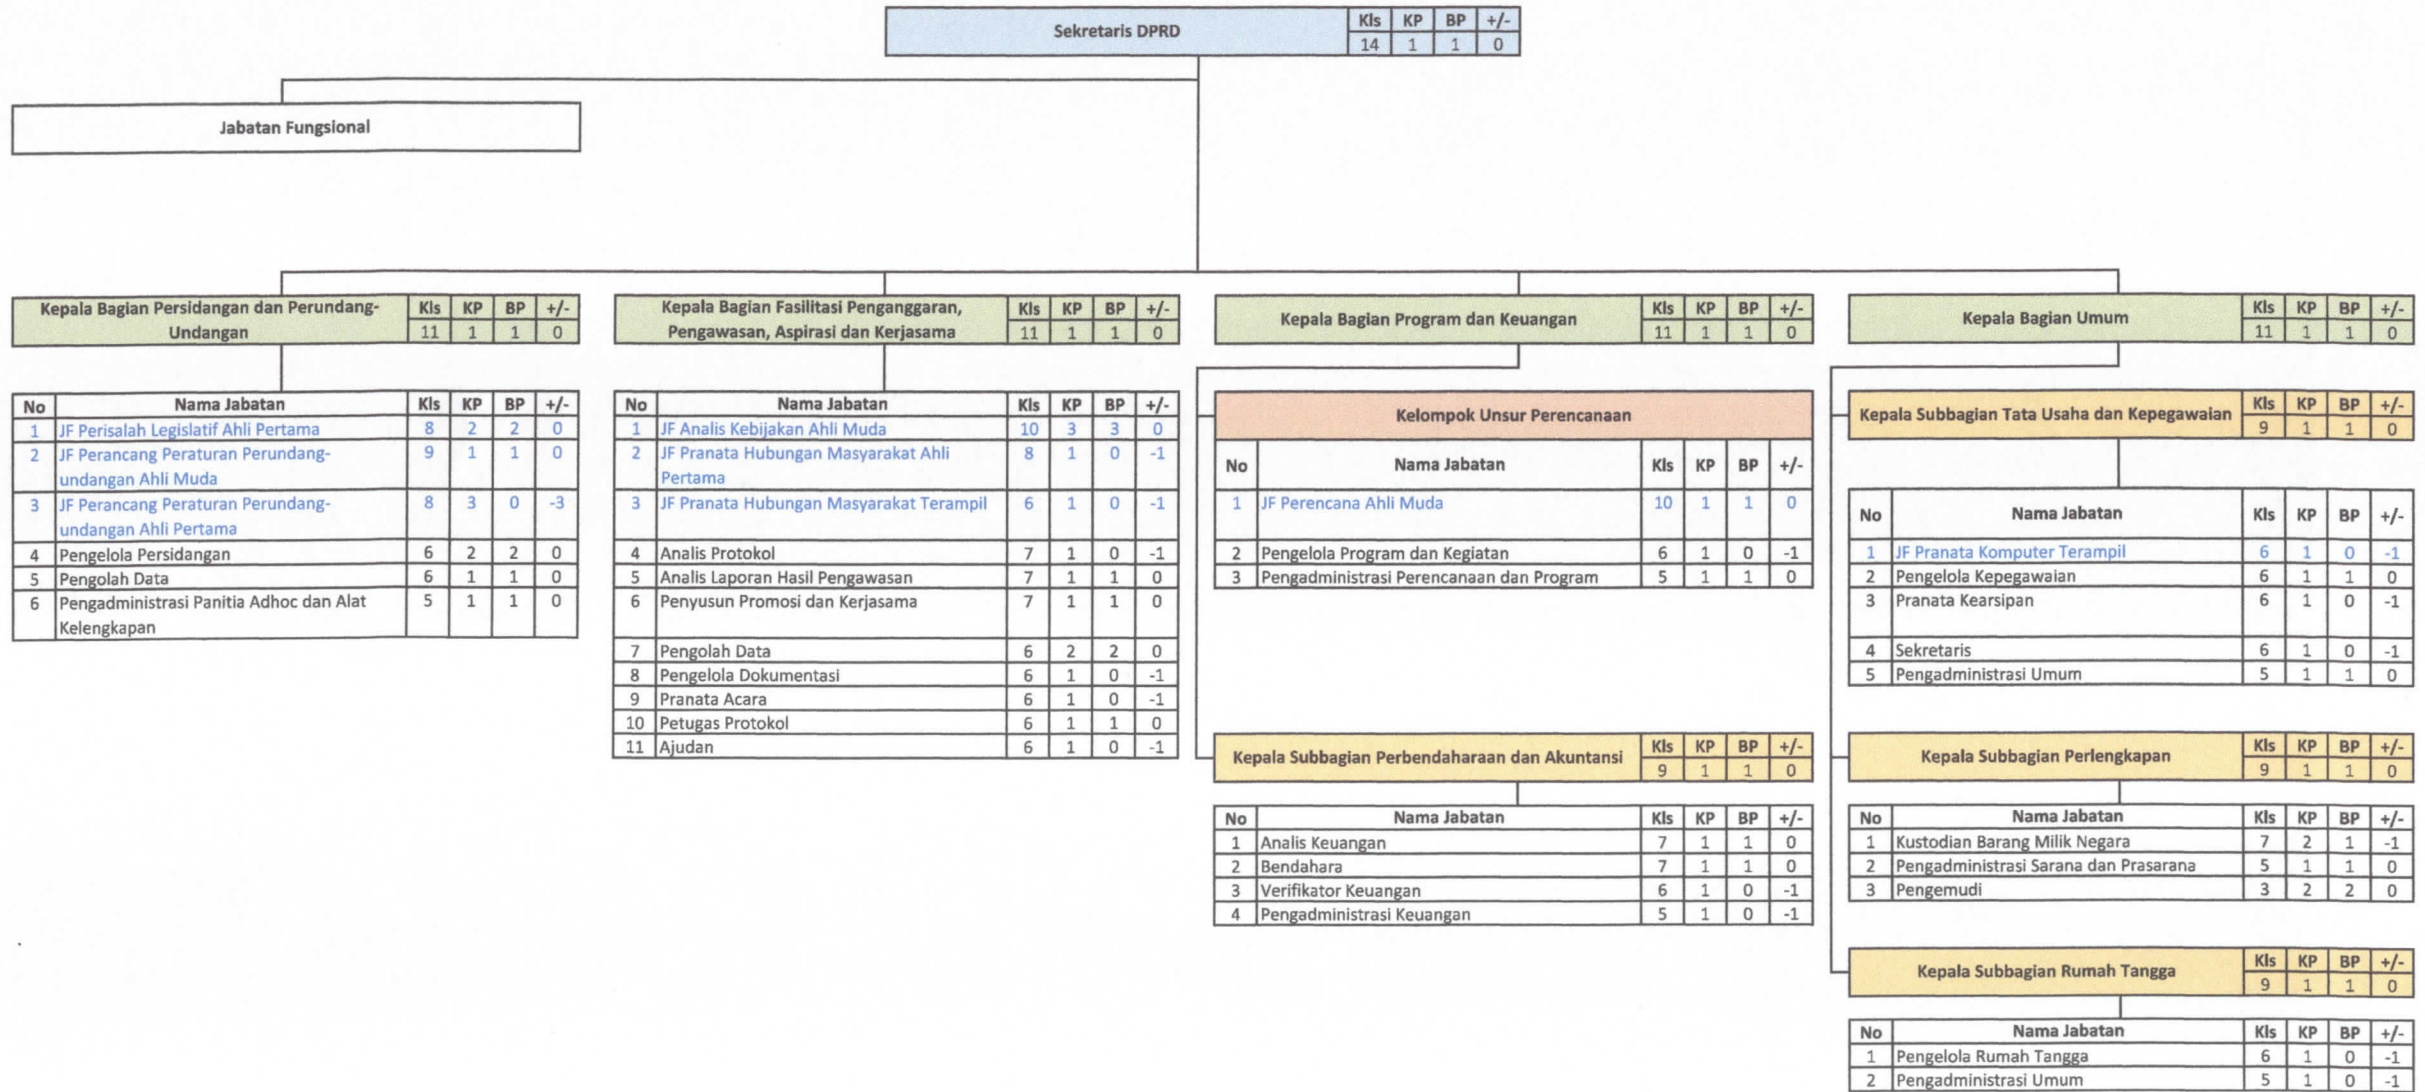 Sekretaris DPRD
Kls KP BP +/-
14 1 1 0
Jabatan Fungsional
Kepala Bagian Persidangan dan Perundang-
Undangan
Kls KP BP +/-
11 1 1 0
No Nama Jabatan Kls KP BP +/-
1 JF Perisalah Legislatif Ahli Pertama 8 2 2 0
2 JF Perancang Peraturan Perundang- 9 1 1 0
undangan Ahli Muda
3 JF Perancang Peraturan Perundang- 8 3 0 -3
undangan Ahli Pertama
4 Pengelola Persidangan 6 2 2 0
5 Pengolah Data 6 1 1 0
6 Pengadministrasi Panitia Adhoc dan Alat 5 1 1 0
Kelengkapan
Kepala Bagian Fasilitasi Penganggaran,
Pengawasan, Aspirasi dan Kerjasama
Kls KP BP +/-
11 1 1 0
No Nama Jabatan Kls KP BP +/-
1 JF Analis Kebijakan Ahli Muda 10 3 3 0
2 JF Pranata Hubungan Masyarakat Ahli 8 1 0 -1
Pertama
3 JF Pranata Hubungan Masyarakat Terampil 6 1 0 -1
4 Analis Protokol 7 1 0 -1
5 Analis Laporan Hasil Pengawasan 7 1 1 0
6 Penyusun Promosi dan Kerjasama 7 1 1 0
7 Pengolah Data 6 2 2 0
8 Pengelola Dokumentasi 6 1 0 -1
9 Pranata Acara 6 1 0 -1
10 Petugas Protokol 6 1 1 0
11 Ajudan 6 1 0 -1
Kepala Bagian Program dan Keuangan
Kls KP BP +/-
11 1 1 0
Kelompok Unsur Perencanaan
No Nama Jabatan Kls KP BP +/-
1 JF Perencana Ahli Muda 10 1 1 0
2 Pengelola Program dan Kegiatan 6 1 0 -1
3 Pengadministrasi Perencanaan dan Program 5 1 1 0
Kepala Subbagian Perbendaharaan dan Akuntansi
Kls KP BP +/-
9 1 1 0
No Nama Jabatan Kls KP BP +/-
1 Analis Keuangan 7 1 1 0
2 Bendahara 7 1 1 0
3 Verifikator Keuangan 6 1 0 -1
4 Pengadministrasi Keuangan 5 1 0 -1
Kepala Bagian Umum
Kls KP BP +/-
11 1 1 0
Kepala Subbagian Tata Usaha dan Kepegawaian
Kls KP BP +/-
9 1 1 0
No Nama Jabatan Kls KP BP +/-
1 JF Pranata Komputer Terampil 6 1 0 -1
2 Pengelola Kepegawaian 6 1 1 0
3 Pranata Kearsipan 6 1 0 -1
4 Sekretaris 6 1 0 -1
5 Pengadministrasi Umum 5 1 1 0
Kepala Subbagian Perlengkapan
Kls KP BP +/-
9 1 1 0
No Nama Jabatan Kls KP BP +/-
1 Kustodian Barang Milik Negara 7 2 1 -1
2 Pengadministrasi Sarana dan Prasarana 5 1 1 0
3 Pengemudi 3 2 2 0
Kepala Subbagian Rumah Tangga
Kls KP BP +/-
9 1 1 0
No Nama Jabatan Kls KP BP +/-
1 Pengelola Rumah Tangga 6 1 0 -1
2 Pengadministrasi Umum 5 1 0 -1